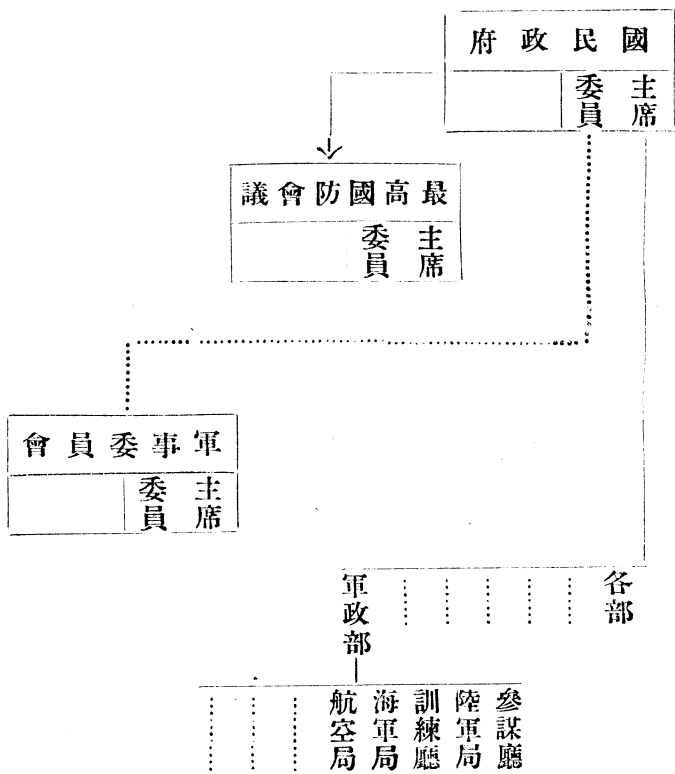 國民政府
主席
委員
最高國防會議
主席
委員
軍事委員會
主席
委員
各部
軍政部
參謀廳
陸軍局
訓練廳
海軍局
航空局